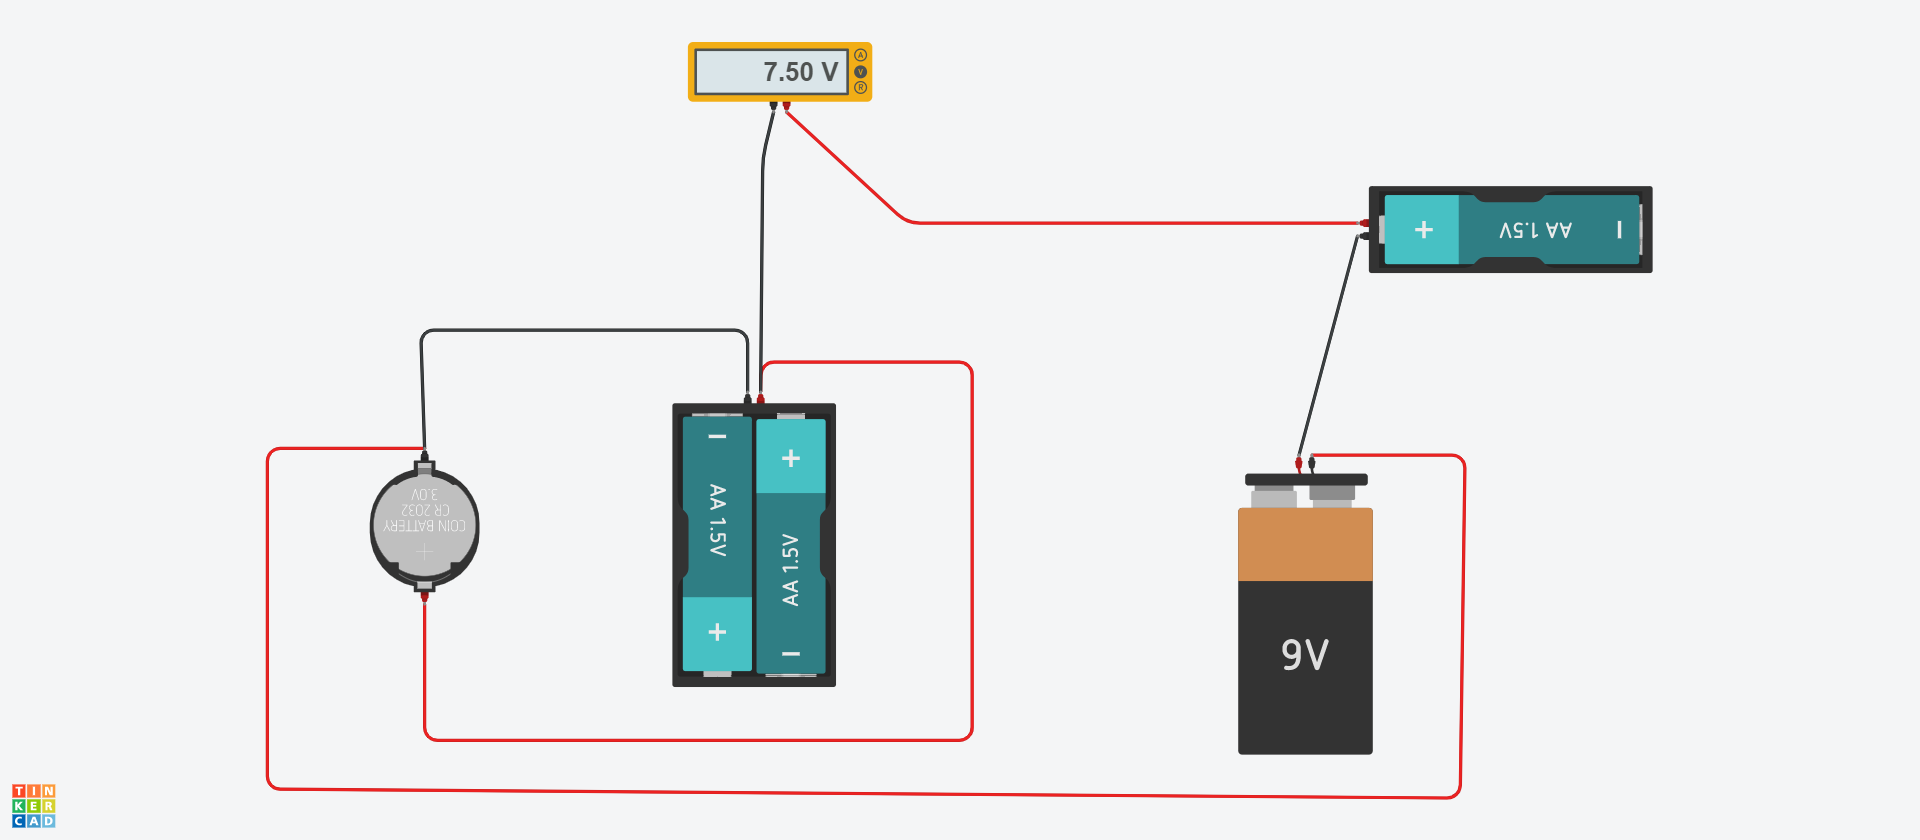 7.50 V
A
V
R
+ AA 1.5V −
3.0V
CR 2032
COIN BATTERY
+
− AA 1.5V +
+ AA 1.5V −
9V
TIN
KER
CAD